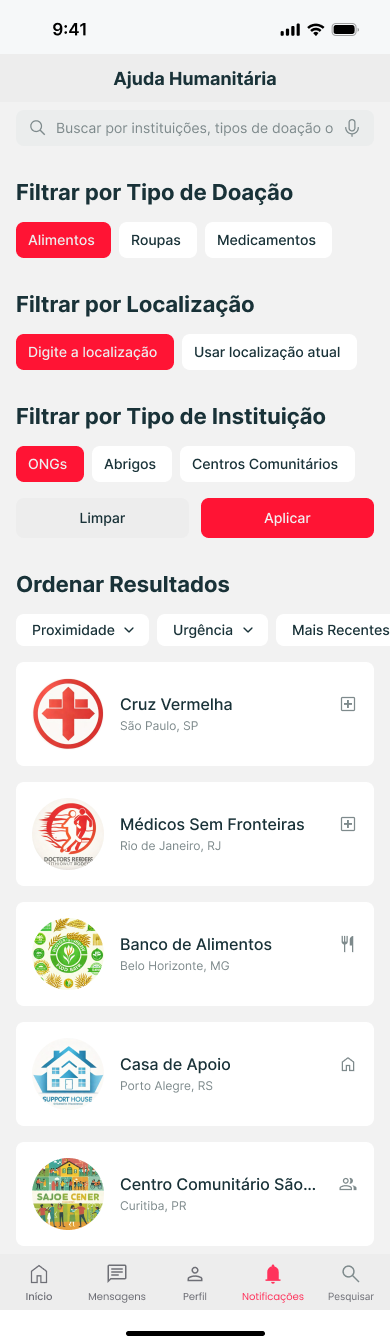 9:41
Ajuda Humanitária
Buscar por instituições, tipos de doação o
Filtrar por Tipo de Doação
Alimentos Roupas Medicamentos
Filtrar por Localização
Digite a localização Usar localização atual
Filtrar por Tipo de Instituição
ONGs Abrigos Centros Comunitários
Limpar Aplicar
Ordenar Resultados
Proximidade Urgência Mais Recentes
Cruz Vermelha
São Paulo, SP
Médicos Sem Fronteiras
Rio de Janeiro, RJ
DOCTORS
Banco de Alimentos
Belo Horizonte, MG
Casa de Apoio
Porto Alegre, RS
SUPPORT HOUSE
Centro Comunitário São...
Curitiba, PR
SAJOE CENER
Início Mensagens Perfil Notificações Pesquisar